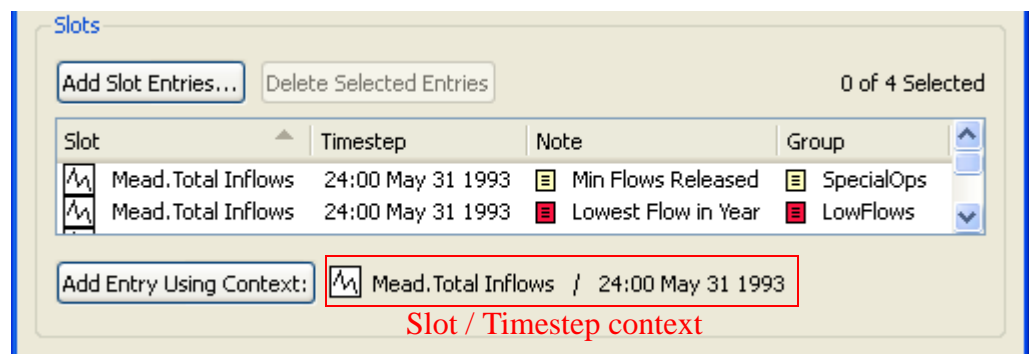 Slots
Add Slot Entries... Delete Selected Entries 0 of 4 Selected
Slot Timestep Note Group
Mead.Total Inflows 24:00 May 31 1993 Min Flows Released SpecialOps
Mead.Total Inflows 24:00 May 31 1993 Lowest Flow in Year LowFlows
Add Entry Using Context: Mead.Total Inflows / 24:00 May 31 1993
Slot / Timestep context